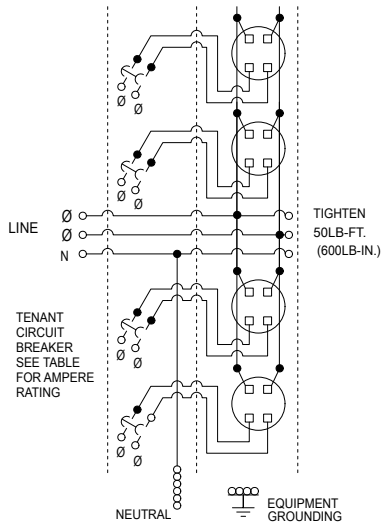 Ø
Ø
Ø
Ø
LINE
Ø
Ø
N
TIGHTEN
50LB-FT.
(600LB-IN.)
TENANT
CIRCUIT
BREAKER
SEE TABLE
FOR AMPERE
RATING
Ø
Ø
Ø
Ø
NEUTRAL
EQUIPMENT
GROUNDING